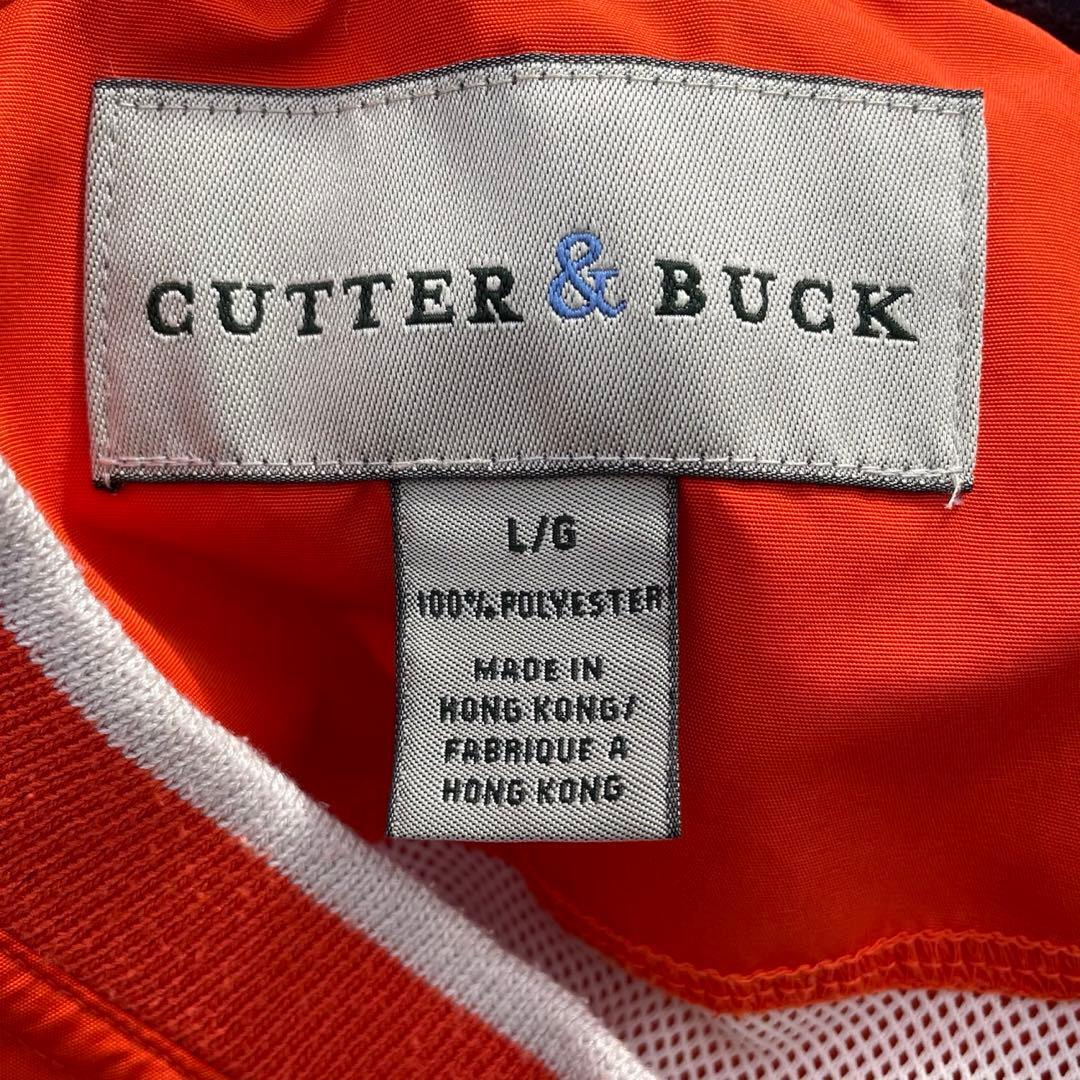 CUTTER & BUCK
L/G
100% POLYESTER
MADE IN
HONG KONG/
FABRIQUE A
HONG KONG